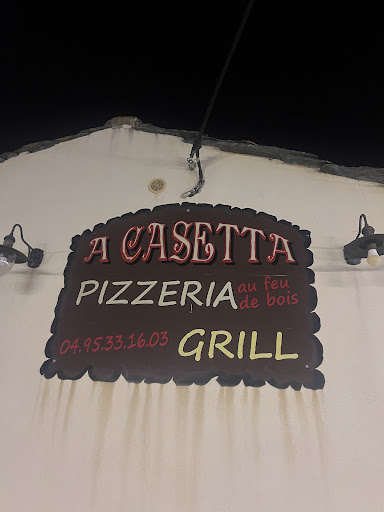 A CASETTA
PIZZERIA au feu
de bois
04.95.33.16.03 GRILL